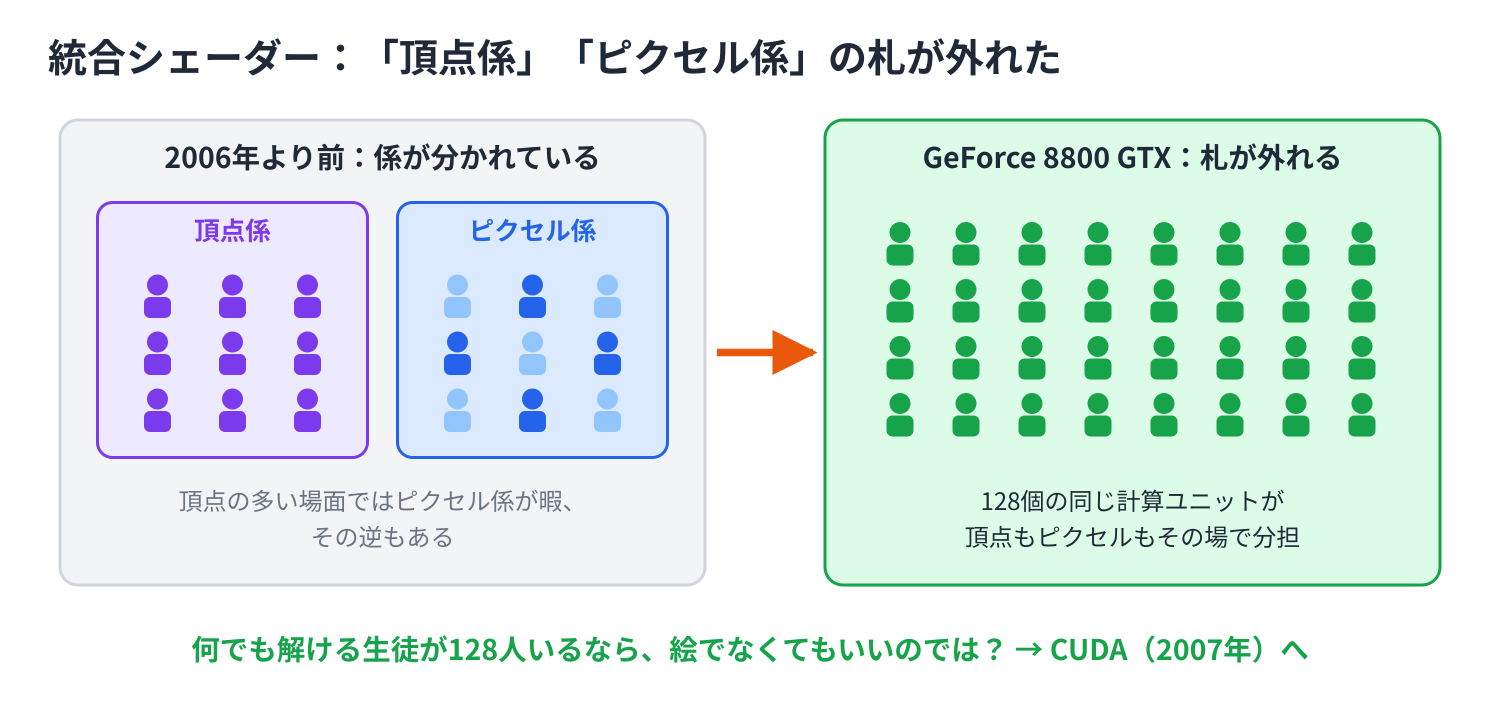 統合シェーダー：「頂点係」「ピクセル係」の札が外れた
2006年より前：係が分かれている
頂点係
ピクセル係
頂点の多い場面ではピクセル係が暇、
その逆もある
GeForce 8800 GTX：札が外れる
128個の同じ計算ユニットが
頂点もピクセルもその場で分担
何でも解ける生徒が128人いるなら、絵でなくてもいいのでは？ → CUDA（2007年）へ